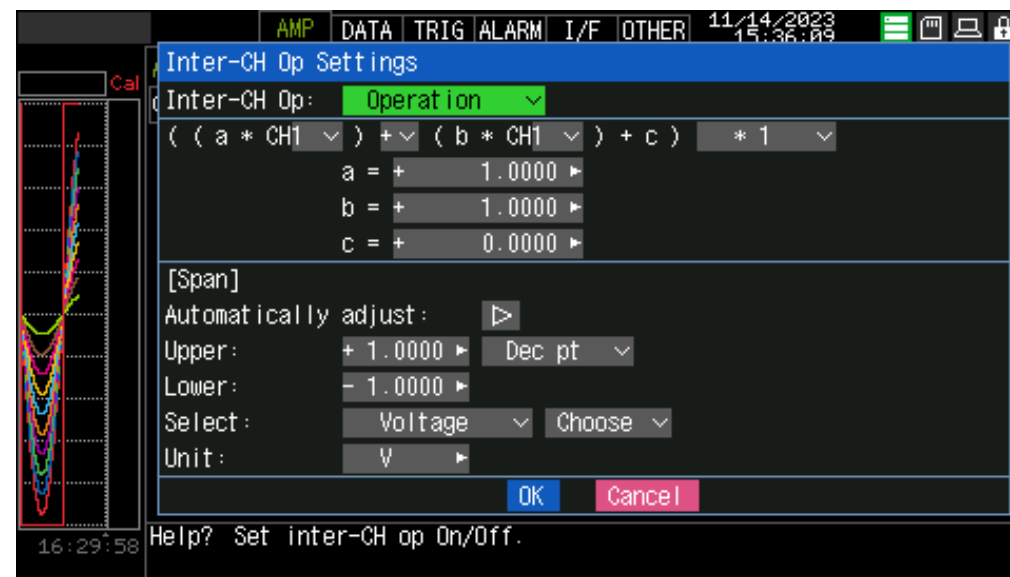 AMP DATA TRIG ALARM I/F OTHER 11/14/2023
15:36:09
Inter-CH Op Settings
Cal
Inter-CH Op: Operation
( ( a * CH1 ) + ( b * CH1 ) + c ) * 1
a = + 1.0000
b = + 1.0000
c = + 0.0000
[Span]
Automatically adjust:
Upper: + 1.0000 Dec pt
Lower: - 1.0000
Select: Voltage Choose
Unit: V
OK Cancel
16:29:58
Help? Set inter-CH op On/Off.